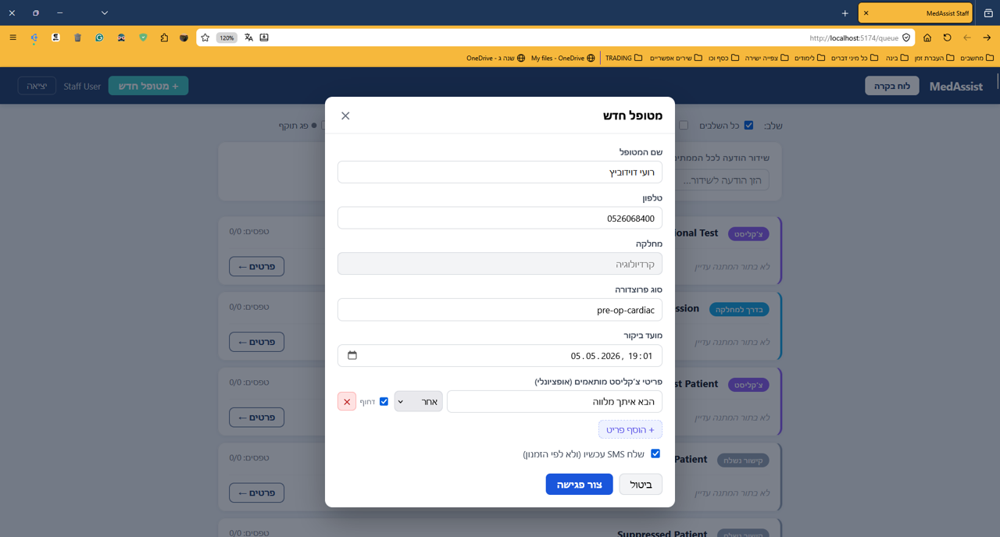 MedAssist Staff
http://localhost:5174/queue
120%
מחשבים
העברת זמן
בינה
כל מיני דברים
לימודים
צפייה ישירה
כסף וכו
שירים אפשריים
TRADING
My files - OneDrive
שנה ג - OneDrive
MedAssist
לוח בקרה
+ מטופל חדש
Staff User
יציאה
שלב:
כל השלבים
פג תוקף
שידור הודעה לכל הממתינ
הזן הודעה לשידור...
צ'קליסט
ional Test
טפסים: 0/0
לא בתור המתנה עדיין
פרטים ←
בדרך למחלקה
ssion
טפסים: 0/0
לא בתור המתנה עדיין
פרטים ←
צ'קליסט
st Patient
טפסים: 0/0
לא בתור המתנה עדיין
פרטים ←
קישור נשלח
Patient
טפסים: 0/0
לא בתור המתנה עדיין
פרטים ←
קישור נשלח
Suppressed Patient
טפסים: 0/0
מטופל חדש
שם המטופל
רועי דוידוביץ
טלפון
0526068400
מחלקה
קרדיולוגיה
סוג פרוצדורה
pre-op-cardiac
מועד ביקור
05.05.2026, 19:01
פריטי צ'קליסט מותאמים (אופציונלי)
הבא איתך מלווה
אחר
דחוף
+ הוסף פריט
שלח SMS עכשיו (ולא לפי הזמנון)
ביטול
צור פגישה